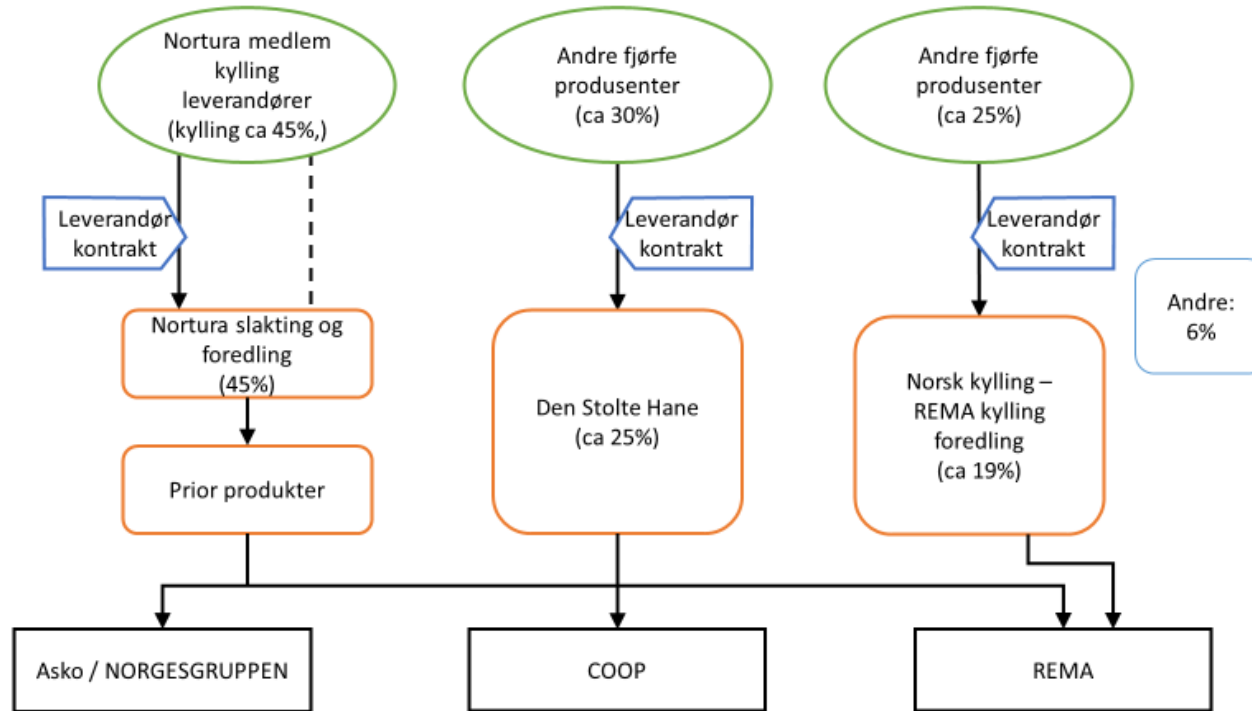 Nortura medlem
kylling
leverandører
(kylling ca 45%,)
Andre fjørfe
produsenter
(ca 30%)
Andre fjørfe
produsenter
(ca 25%)
Leverandør
kontrakt
Leverandør
kontrakt
Leverandør
kontrakt
Andre:
6%
Nortura slakting og
foredling
(45%)
Den Stolte Hane
(ca 25%)
Norsk kylling –
REMA kylling
foredling
(ca 19%)
Prior produkter
Asko / NORGESGRUPPEN
COOP
REMA